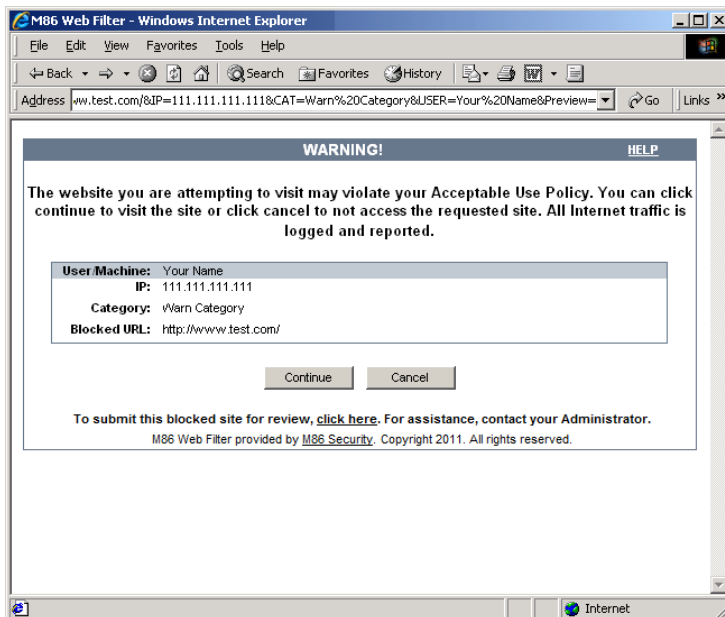 M86 Web Filter - Windows Internet Explorer
File Edit View Favorites Tools Help
Back Search Favorites History
Address ww.test.com/&IP=111.111.111.111&CAT=Warn%20Category&USER=Your%20Name&Preview= Go Links »
WARNING! HELP
The website you are attempting to visit may violate your Acceptable Use Policy. You can click
continue to visit the site or click cancel to not access the requested site. All Internet traffic is
logged and reported.
User/Machine: Your Name
IP: 111.111.111.111
Category: Warn Category
Blocked URL: http://www.test.com/
Continue Cancel
To submit this blocked site for review, click here. For assistance, contact your Administrator.
M86 Web Filter provided by M86 Security. Copyright 2011. All rights reserved.
Internet